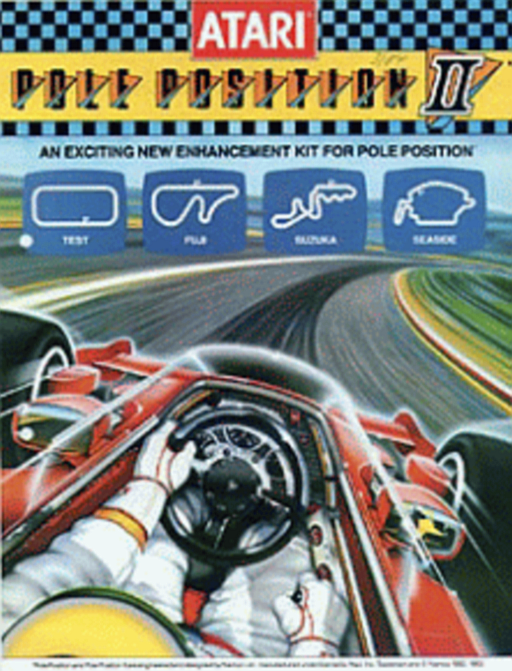 ATARI
POLE POSITION II
AN EXCITING NEW ENHANCEMENT KIT FOR POLE POSITION
TEST FUJI SUZUKA SEASIDE